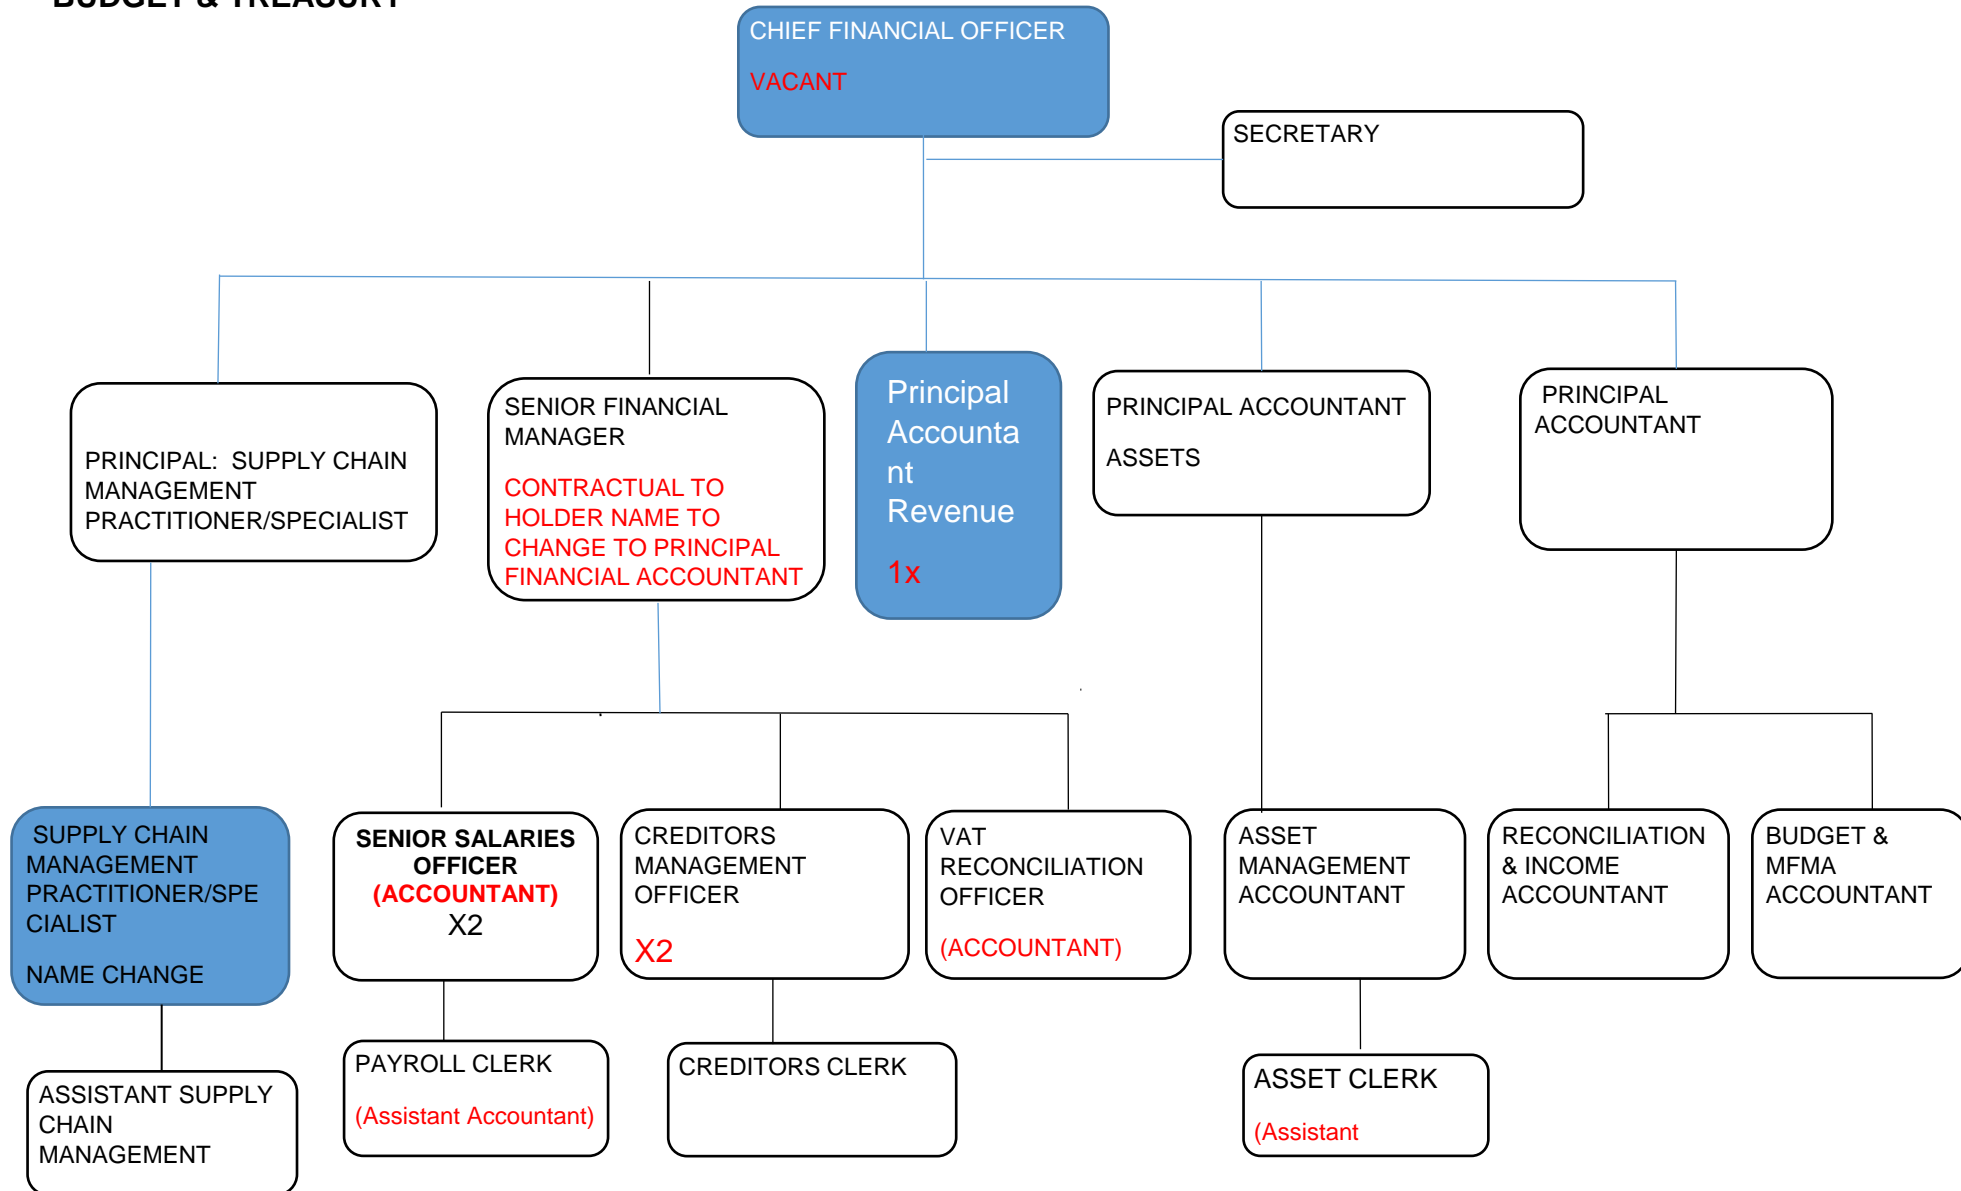 BUDGET & TREASURY
CHIEF FINANCIAL OFFICER
VACANT
SECRETARY
PRINCIPAL: SUPPLY CHAIN
MANAGEMENT
PRACTITIONER/SPECIALIST
SENIOR FINANCIAL
MANAGER
CONTRACTUAL TO
HOLDER NAME TO
CHANGE TO PRINCIPAL
FINANCIAL ACCOUNTANT
Principal
Accounta
nt
Revenue
1x
PRINCIPAL ACCOUNTANT
ASSETS
PRINCIPAL
ACCOUNTANT
SUPPLY CHAIN
MANAGEMENT
PRACTITIONER/SPE
CIALIST
NAME CHANGE
SENIOR SALARIES
OFFICER
(ACCOUNTANT)
X2
CREDITORS
MANAGEMENT
OFFICER
X2
VAT
RECONCILIATION
OFFICER
(ACCOUNTANT)
ASSET
MANAGEMENT
ACCOUNTANT
RECONCILIATION
& INCOME
ACCOUNTANT
BUDGET &
MFMA
ACCOUNTANT
ASSISTANT SUPPLY
CHAIN
MANAGEMENT
PAYROLL CLERK
(Assistant Accountant)
CREDITORS CLERK
ASSET CLERK
(Assistant